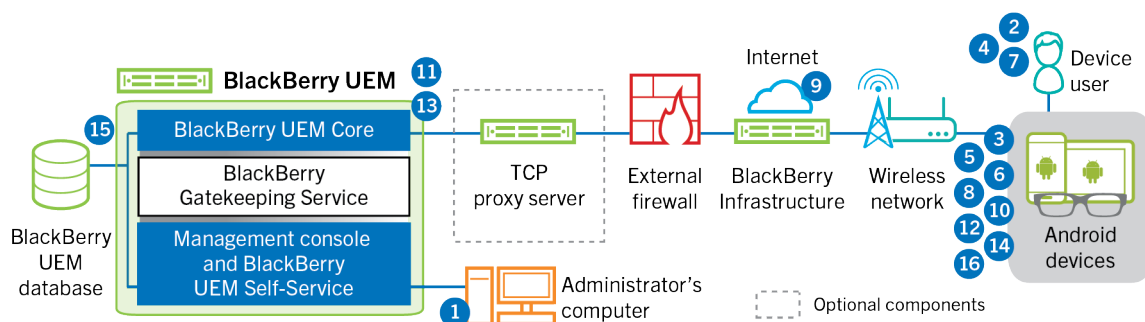 2
4
7
Device
user
Internet
9
BlackBerry UEM
11
13
15
BlackBerry UEM Core
BlackBerry
Gatekeeping Service
Management console
and BlackBerry
UEM Self-Service
BlackBerry
UEM
database
TCP
proxy server
External
firewall
BlackBerry
Infrastructure
Wireless
network
3
5
6
8
10
12
14
16
Android
devices
1
Administrator's
computer
Optional components